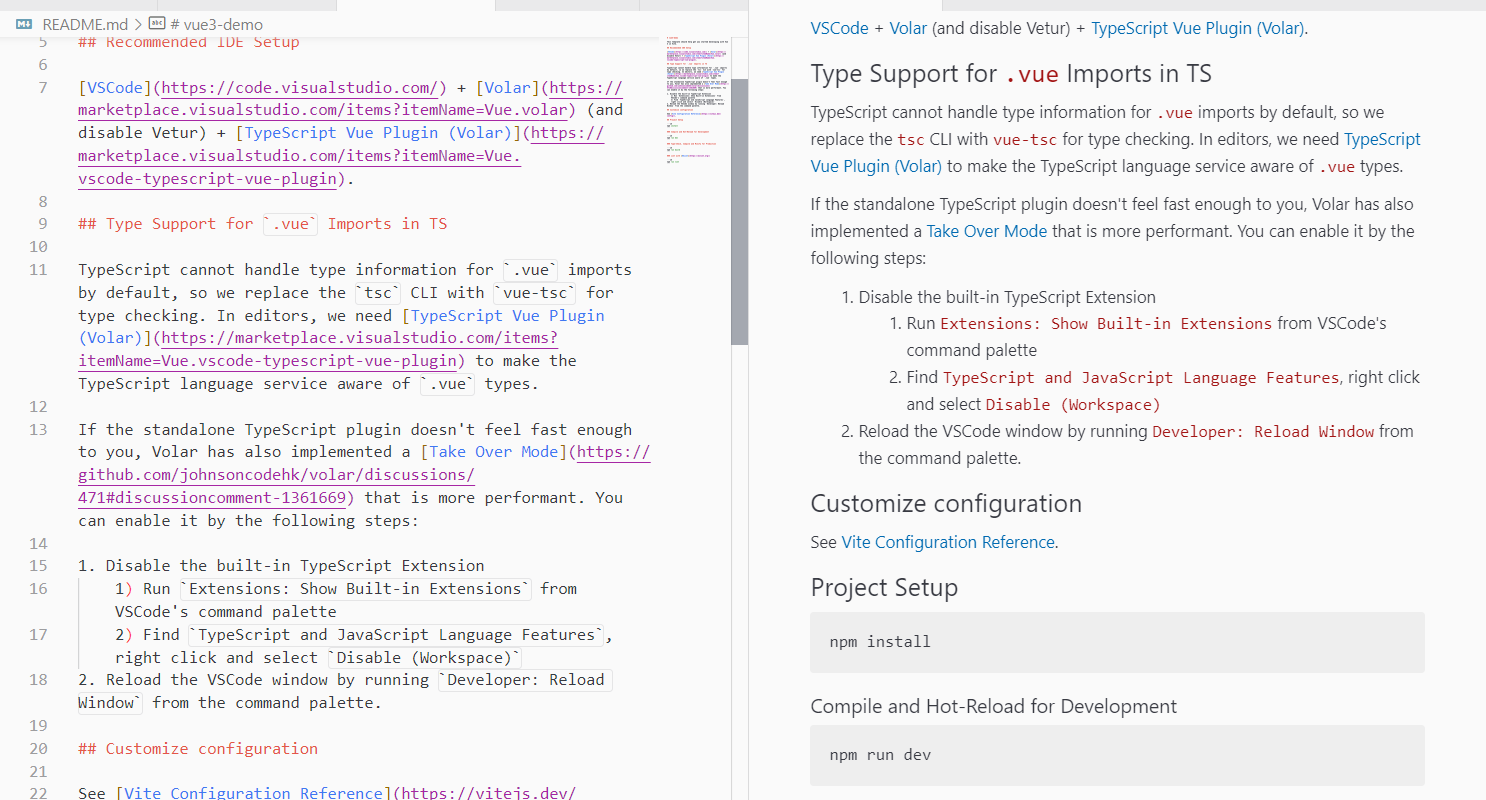 README.md > # vue3-demo
5 ## Recommended IDE Setup
6
7 [VSCode](https://code.visualstudio.com/) + [Volar](https://
marketplace.visualstudio.com/items?itemName=Vue.volar) (and
disable Vetur) + [TypeScript Vue Plugin (Volar)](https://
marketplace.visualstudio.com/items?itemName=Vue.
vscode-typescript-vue-plugin).
8
9 ## Type Support for `.vue` Imports in TS
10
11 TypeScript cannot handle type information for `.vue` imports
by default, so we replace the `tsc` CLI with `vue-tsc` for
type checking. In editors, we need [TypeScript Vue Plugin
(Volar)](https://marketplace.visualstudio.com/items?
itemName=Vue.vscode-typescript-vue-plugin) to make the
TypeScript language service aware of `.vue` types.
12
13 If the standalone TypeScript plugin doesn't feel fast enough
to you, Volar has also implemented a [Take Over Mode](https://
github.com/johnsoncodehk/volar/discussions/
471#discussioncomment-1361669) that is more performant. You
can enable it by the following steps:
14
15 1. Disable the built-in TypeScript Extension
16 1) Run `Extensions: Show Built-in Extensions` from
VSCode's command palette
17 2) Find `TypeScript and JavaScript Language Features`,
right click and select `Disable (Workspace)`
18 2. Reload the VSCode window by running `Developer: Reload
Window` from the command palette.
19
20 ## Customize configuration
21
22 See [Vite Configuration Reference](https://vitejs.dev/
VSCode + Volar (and disable Vetur) + TypeScript Vue Plugin (Volar).
Type Support for .vue Imports in TS
TypeScript cannot handle type information for .vue imports by default, so we
replace the tsc CLI with vue-tsc for type checking. In editors, we need TypeScript
Vue Plugin (Volar) to make the TypeScript language service aware of .vue types.
If the standalone TypeScript plugin doesn't feel fast enough to you, Volar has also
implemented a Take Over Mode that is more performant. You can enable it by the
following steps:
1. Disable the built-in TypeScript Extension
1. Run Extensions: Show Built-in Extensions from VSCode's
command palette
2. Find TypeScript and JavaScript Language Features, right click
and select Disable (Workspace)
2. Reload the VSCode window by running Developer: Reload Window from
the command palette.
Customize configuration
See Vite Configuration Reference.
Project Setup
npm install
Compile and Hot-Reload for Development
npm run dev